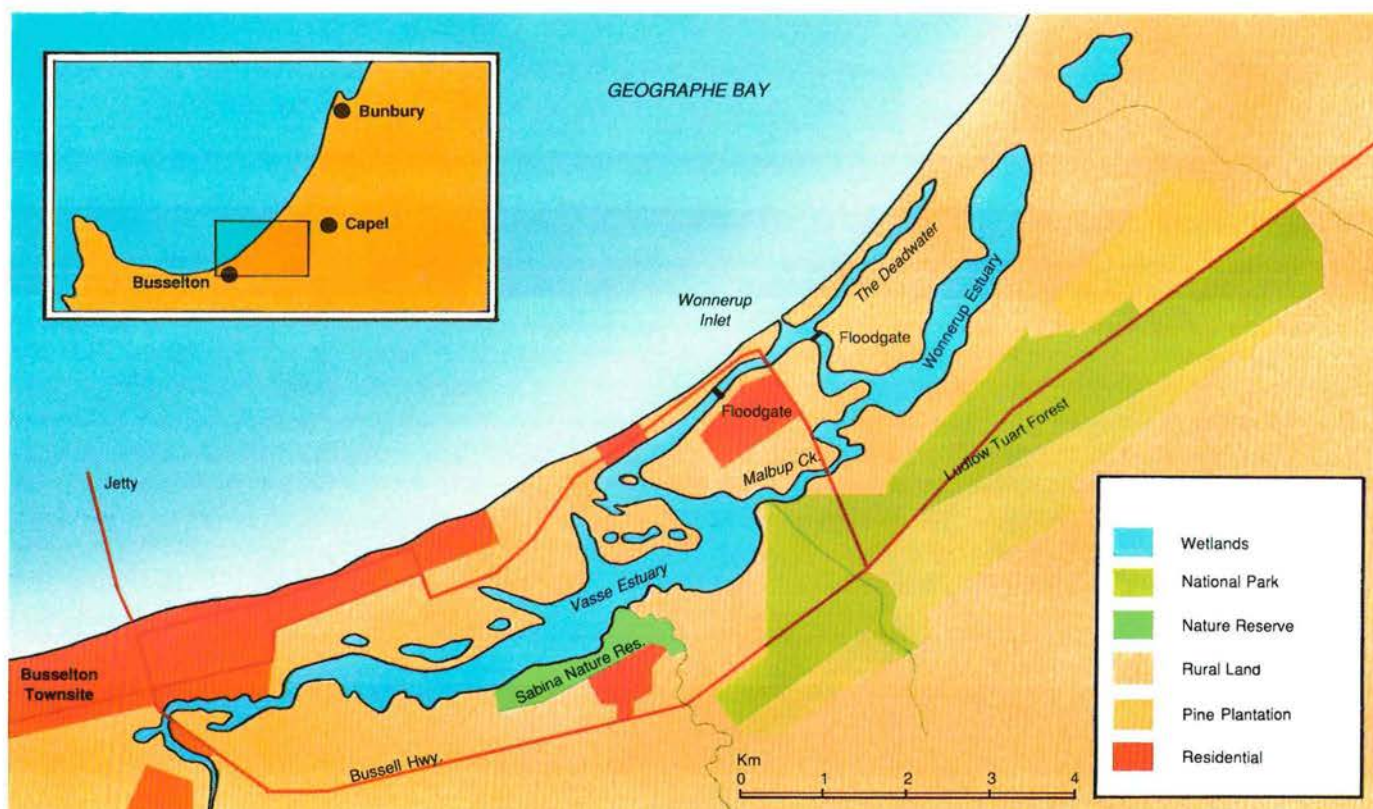 GEOGRAPHE BAY
Bunbury
Capel
Busselton
Wonnerup
Inlet
The Deadwater
Floodgate
Wonnerup Estuary
Floodgate
Ludlow Tuart Forest
Malbup Ck.
Jetty
Vasse Estuary
Sabina Nature Res.
Busselton
Townsite
Bussell Hwy.
Km
0 1 2 3 4
Wetlands
National Park
Nature Reserve
Rural Land
Pine Plantation
Residential